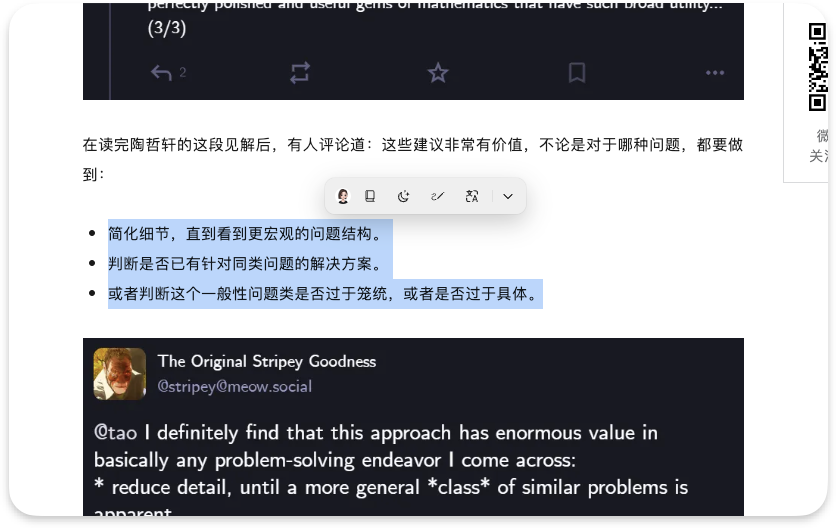 perfectly polished and useful gems of mathematics that have such broad utility...
(3/3)
2
在读完陶哲轩的这段见解后，有人评论道：这些建议非常有价值，不论是对于哪种问题，都要做
到：
简化细节，直到看到更宏观的问题结构。
判断是否已有针对同类问题的解决方案。
或者判断这个一般性问题类是否过于笼统，或者是否过于具体。
The Original Stripey Goodness
@stripey@meow.social
@tao I definitely find that this approach has enormous value in
basically any problem-solving endeavor I come across:
* reduce detail, until a more general *class* of similar problems is
apparent
微
关注